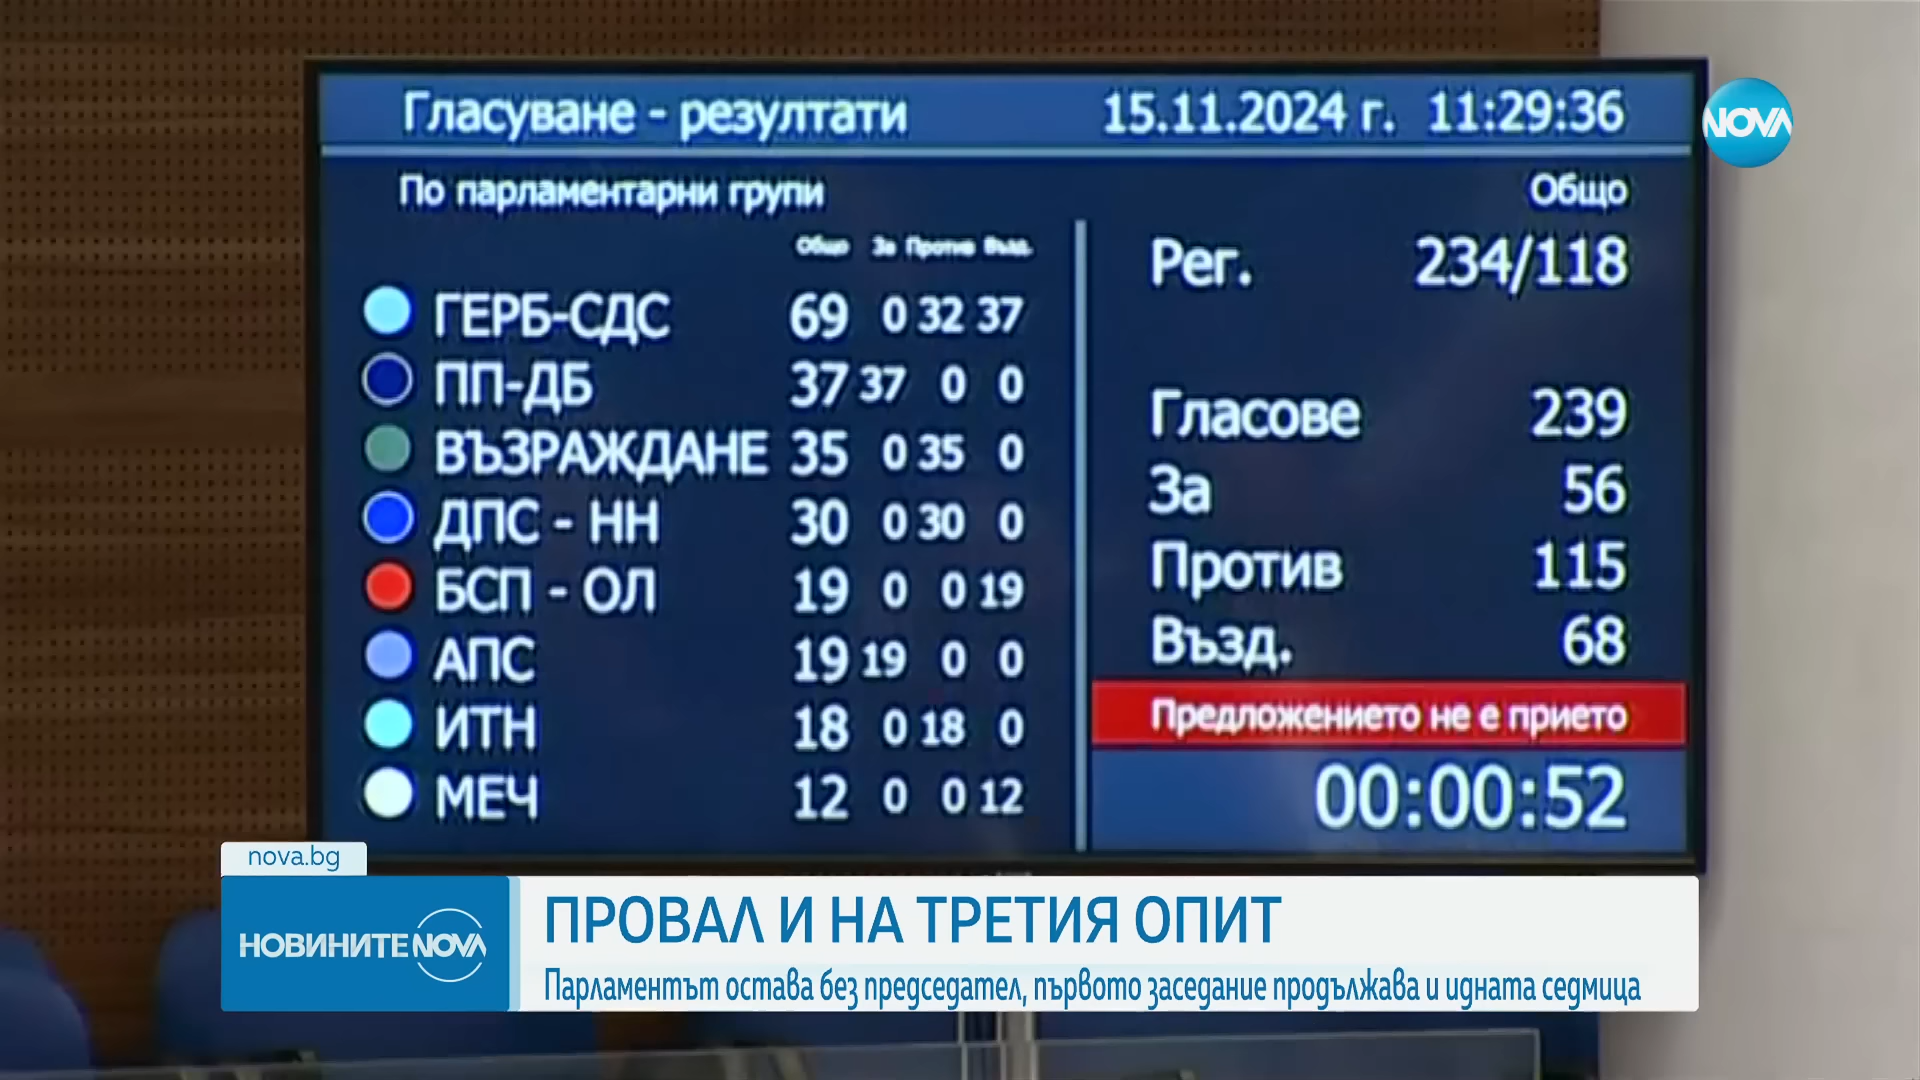 Гласуване - резултати 15.11.2024 г. 11:29:36
NOVA
По парламентарни групи Общо
Общо За Против Възд.
ГЕРБ-СДС 69 0 32 37
ПП-ДБ 37 37 0 0
ВЪЗРАЖДАНЕ 35 0 35 0
ДПС - НН 30 0 30 0
БСП - ОЛ 19 0 0 19
АПС 19 19 0 0
ИТН 18 0 18 0
МЕЧ 12 0 0 12
Рег. 234/118
Гласове 239
За 56
Против 115
Възд. 68
Предложението не е прието
00:00:52
nova.bg
НОВИНИТЕ NOVA
ПРОВАЛ И НА ТРЕТИЯ ОПИТ
Парламентът остава без председател, първото заседание продължава и идната седмица